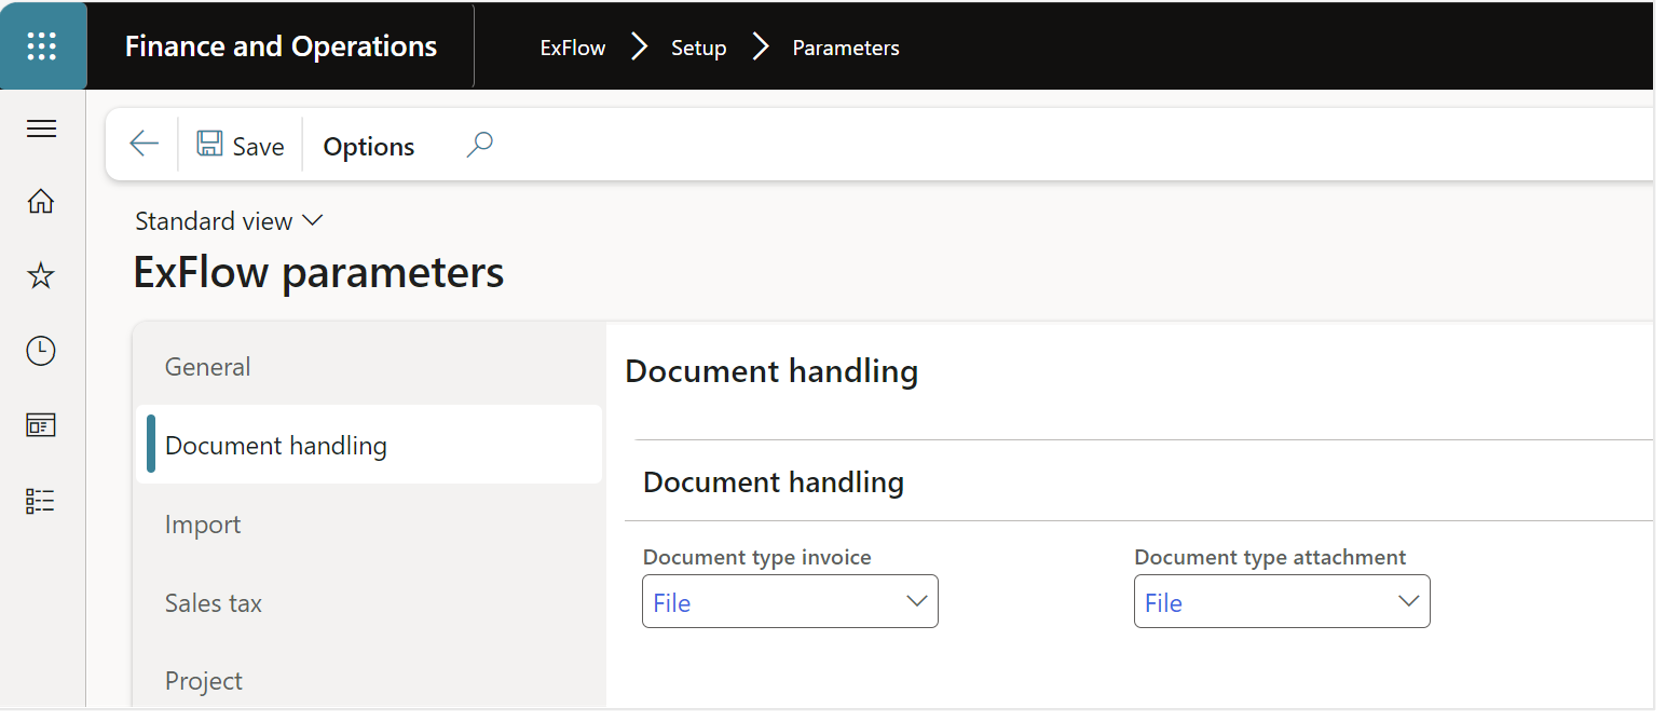 Finance and Operations
ExFlow Setup Parameters
Save Options
Standard view
ExFlow parameters
General
Document handling
Import
Sales tax
Project
Document handling
Document handling
Document type invoice
File
Document type attachment
File